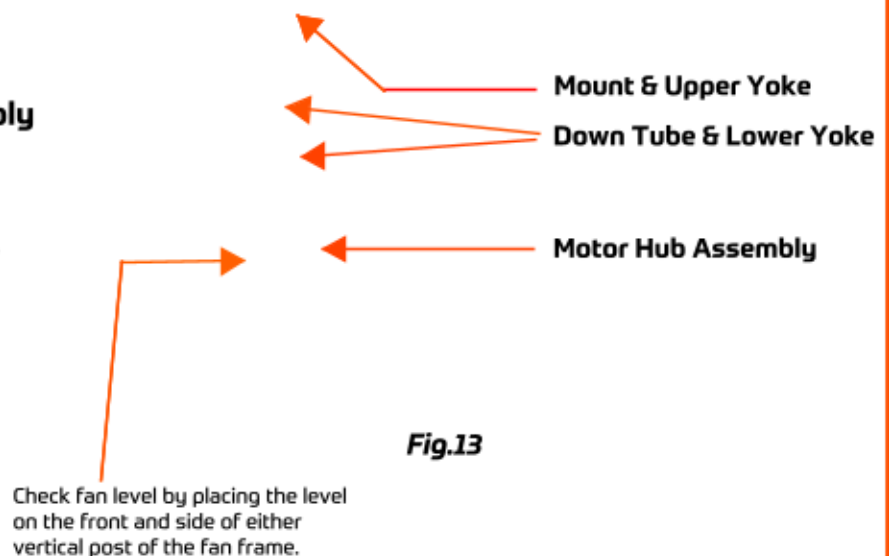 Mount & Upper Yoke
Down Tube & Lower Yoke
Motor Hub Assembly
Fig.13
Check fan level by placing the level
on the front and side of either
vertical post of the fan frame.